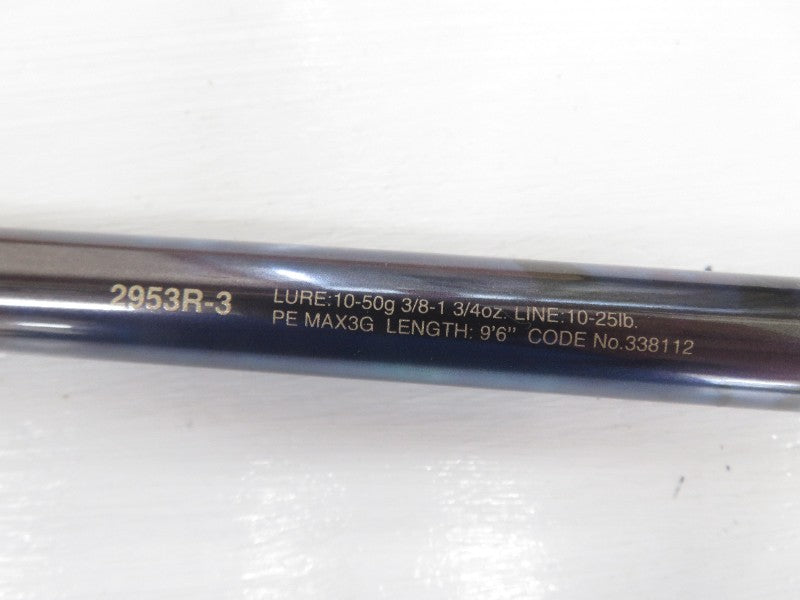 2953R-3
LURE:10-50g 3/8-1 3/4oz. LINE:10-25lb.
PE MAX3G LENGTH: 9'6" CODE No.338112